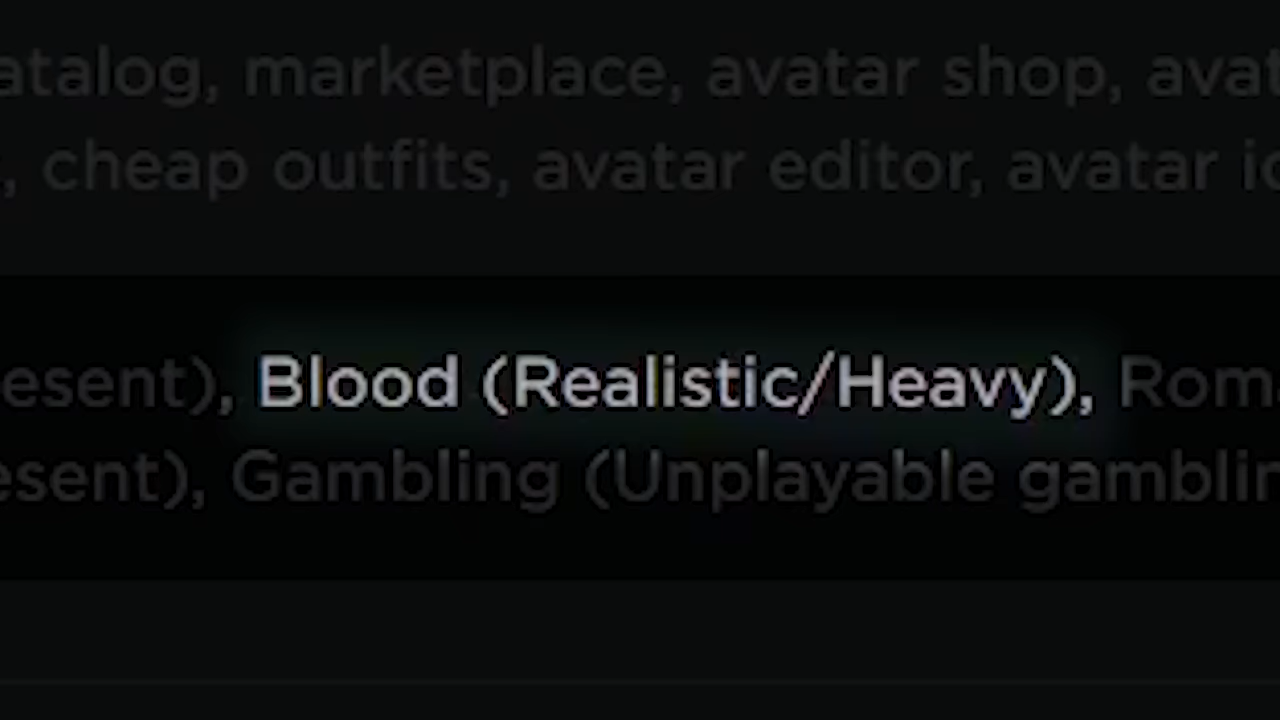 atalog, marketplace, avatar shop, avat
, cheap outfits, avatar editor, avatar
esent), Blood (Realistic/Heavy), Rom
esent), Gambling (Unplayable gamblin